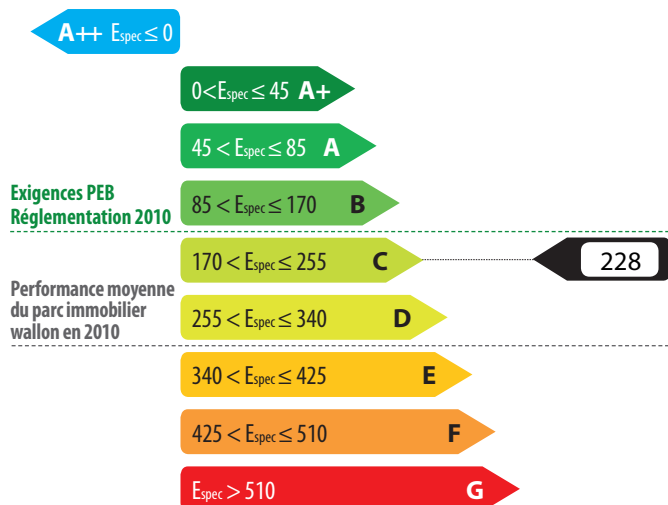 A++ Espec ≤ 0
0<Espec ≤ 45 A+
45 < Espec ≤ 85 A
Exigences PEB
Réglementation 2010
85 < Espec ≤ 170 B
170 < Espec ≤ 255 C
228
Performance moyenne
du parc immobilier
wallon en 2010
255 < Espec ≤ 340 D
340 < Espec ≤ 425 E
425 < Espec ≤ 510 F
Espec > 510 G